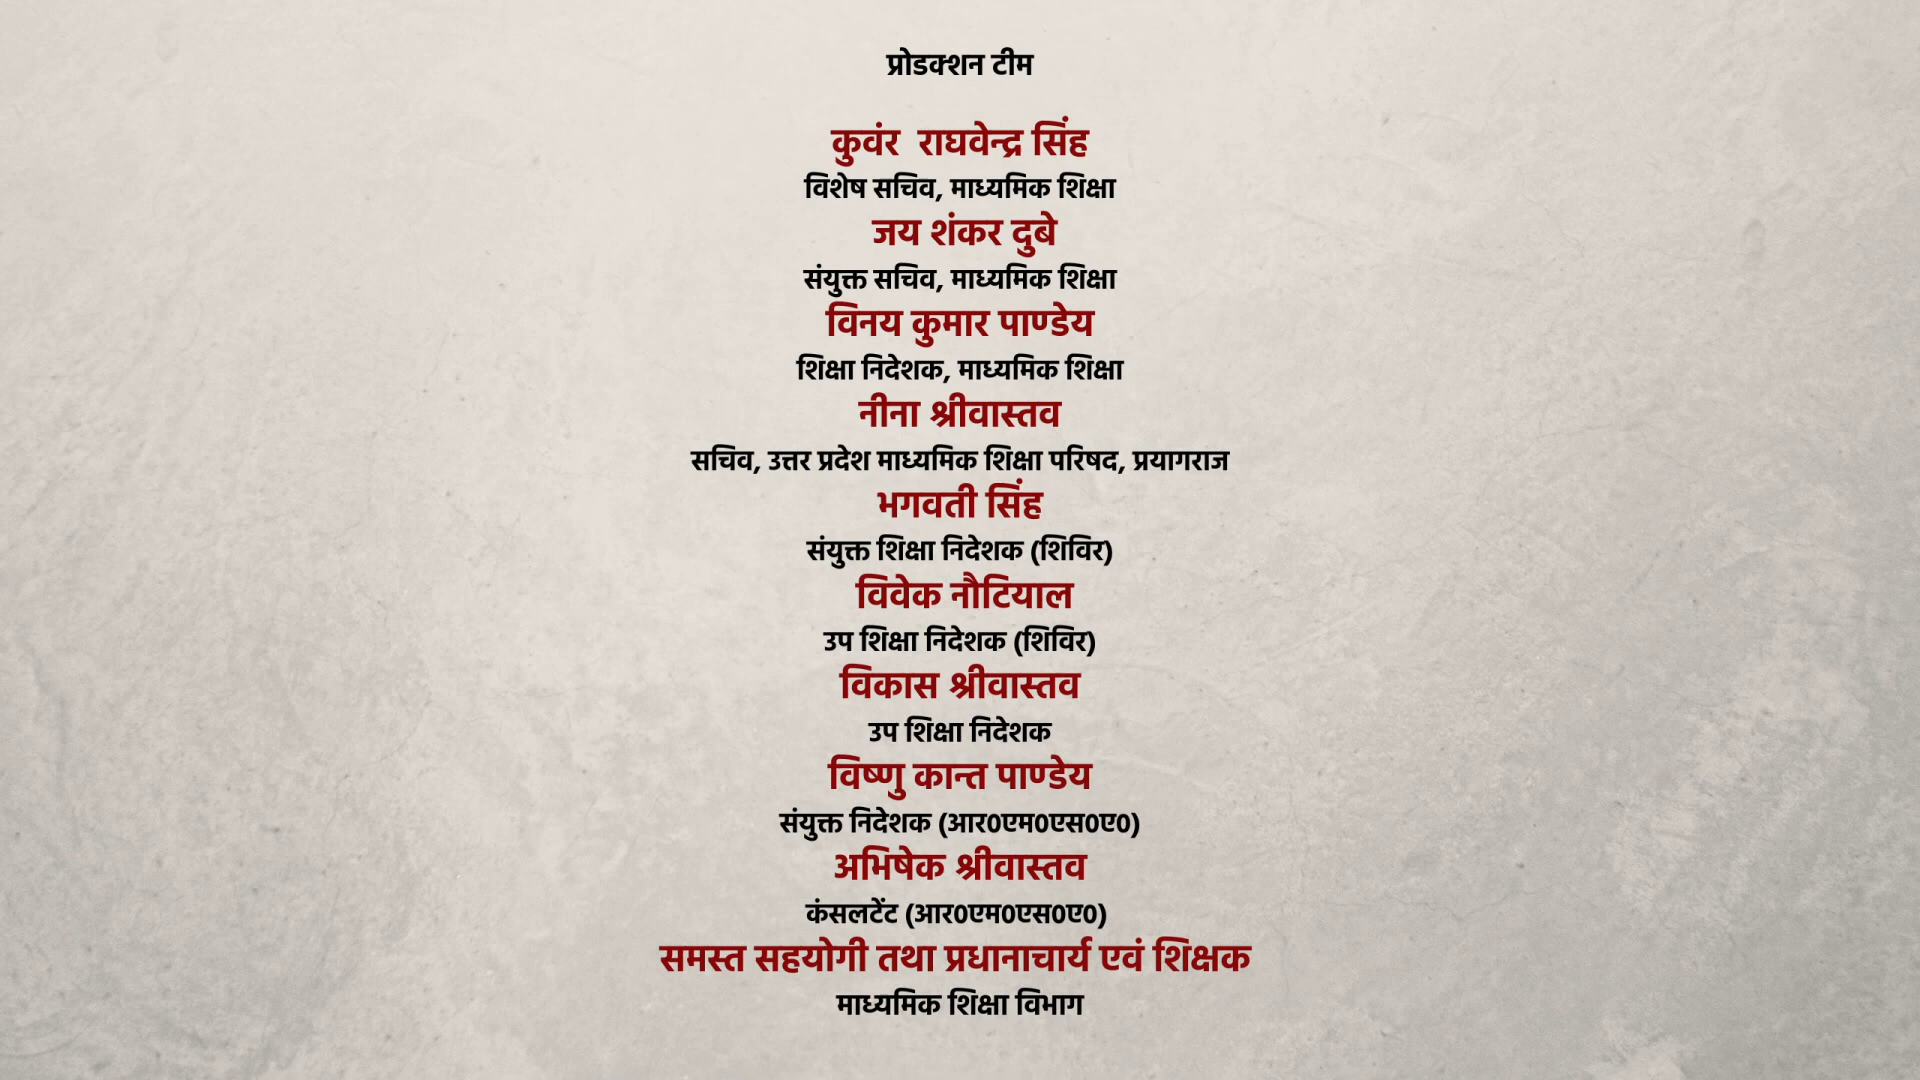 प्रोडक्शन टीम
कुवंर राघवेन्द्र सिंह
विशेष सचिव, माध्यमिक शिक्षा
जय शंकर दुबे
संयुक्त सचिव, माध्यमिक शिक्षा
विनय कुमार पाण्डेय
शिक्षा निदेशक, माध्यमिक शिक्षा
नीना श्रीवास्तव
सचिव, उत्तर प्रदेश माध्यमिक शिक्षा परिषद, प्रयागराज
भगवती सिंह
संयुक्त शिक्षा निदेशक (शिविर)
विवेक नौटियाल
उप शिक्षा निदेशक (शिविर)
विकास श्रीवास्तव
उप शिक्षा निदेशक
विष्णु कान्त पाण्डेय
संयुक्त निदेशक (आर0एम0एस0ए0)
अभिषेक श्रीवास्तव
कंसलटेंट (आर0एम0एस0ए0)
समस्त सहयोगी तथा प्रधानाचार्य एवं शिक्षक
माध्यमिक शिक्षा विभाग